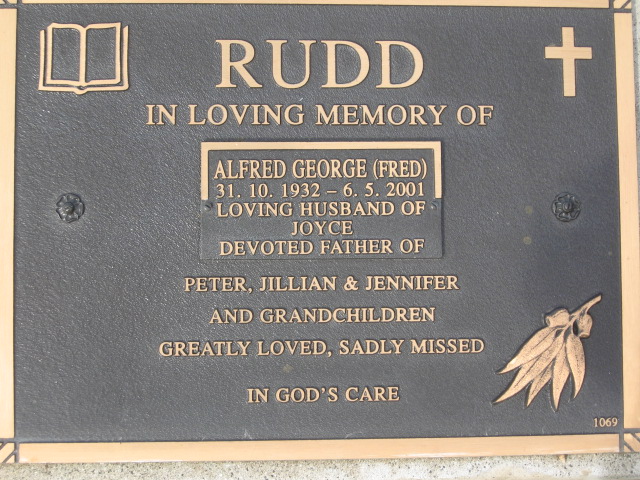 RUDD
IN LOVING MEMORY OF
ALFRED GEORGE (FRED)
31. 10. 1932 – 6. 5. 2001
LOVING HUSBAND OF
JOYCE
DEVOTED FATHER OF
PETER, JILLIAN & JENNIFER
AND GRANDCHILDREN
GREATLY LOVED, SADLY MISSED
IN GOD'S CARE
1069